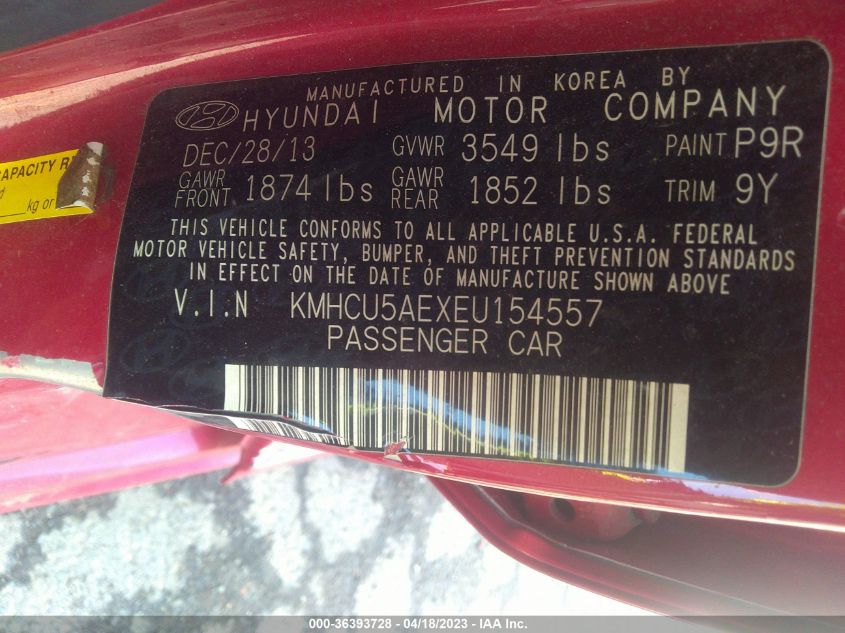 MANUFACTURED IN KOREA BY
HYUNDAI MOTOR COMPANY
DEC/28/13 GVWR 3549 lbs PAINT P9R
GAWR FRONT 1874 lbs GAWR REAR 1852 lbs TRIM 9Y
THIS VEHICLE CONFORMS TO ALL APPLICABLE U.S.A. FEDERAL
MOTOR VEHICLE SAFETY, BUMPER, AND THEFT PREVENTION STANDARDS
IN EFFECT ON THE DATE OF MANUFACTURE SHOWN ABOVE
V.I.N KMHCU5AEXEU154557
PASSENGER CAR
CAPACITY
kg or
000-36393728 - 04/18/2023 - IAA Inc.